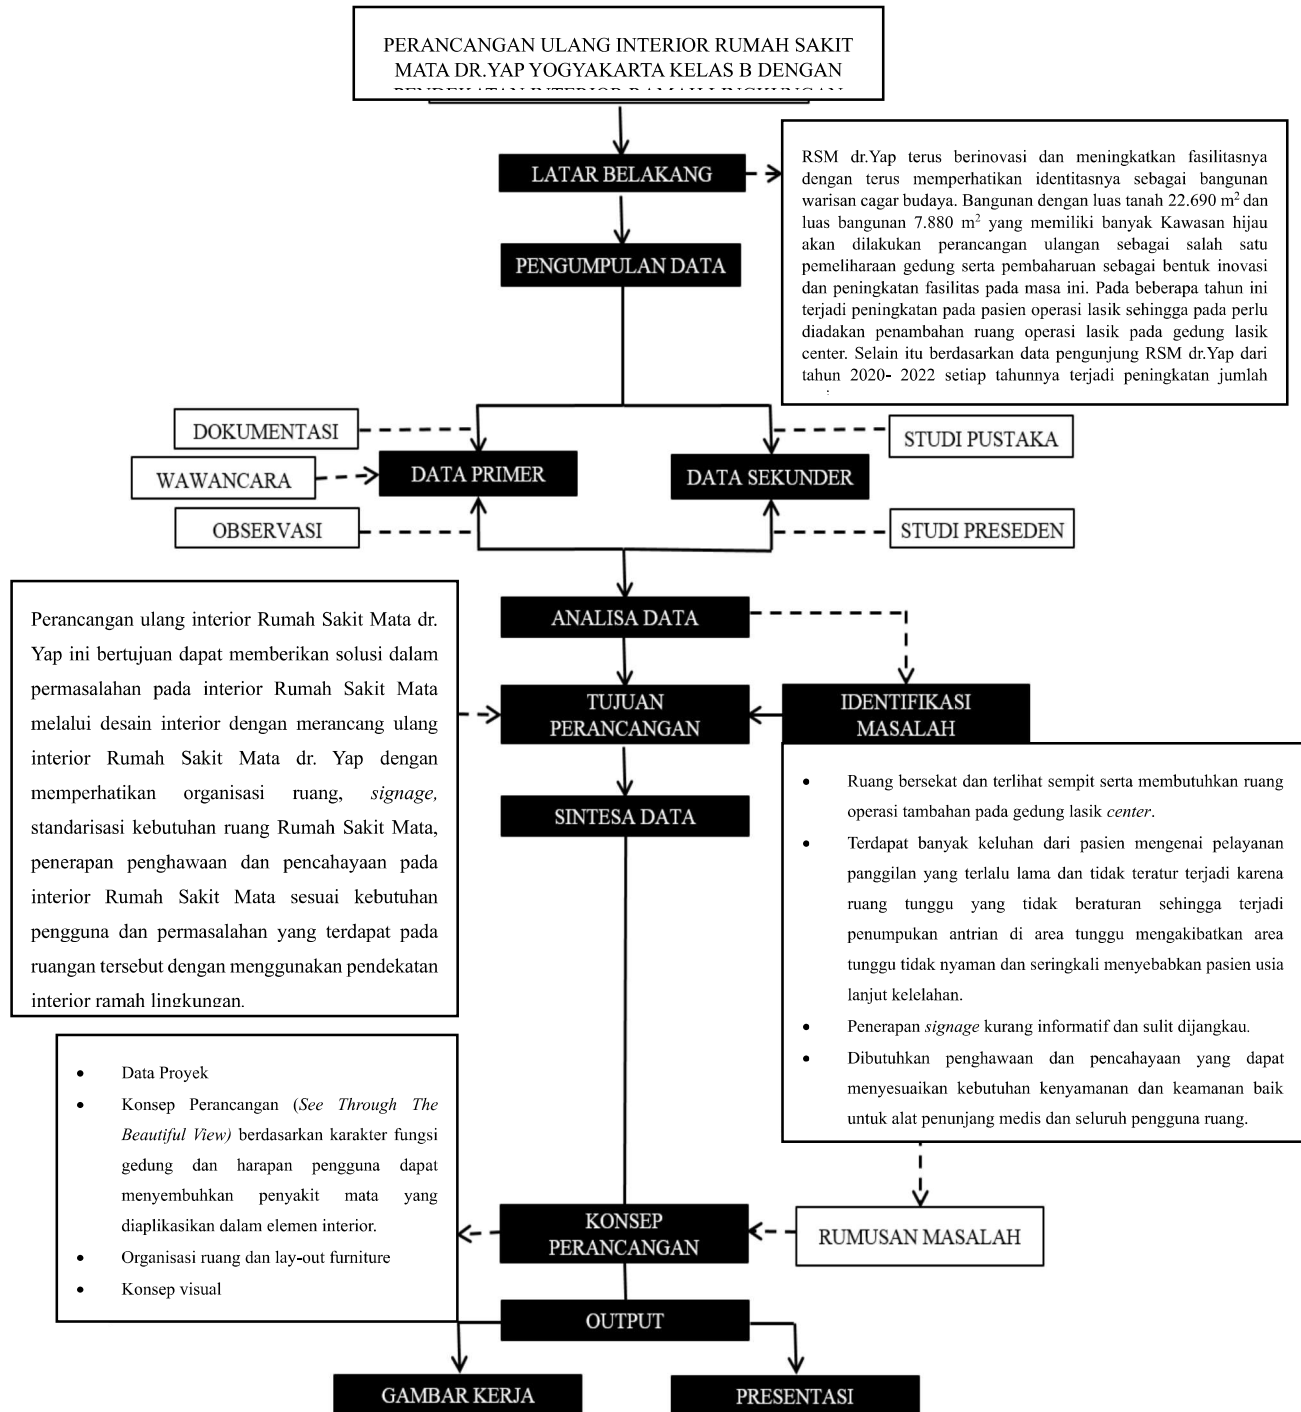 PERANCANGAN ULANG INTERIOR RUMAH SAKIT
MATA DR.YAP YOGYAKARTA KELAS B DENGAN
PENDEKATAN INTERIOR RAMAH LINGKUNGAN
LATAR BELAKANG
RSM dr.Yap terus berinovasi dan meningkatkan fasilitasnya
dengan terus memperhatikan identitasnya sebagai bangunan
warisan cagar budaya. Bangunan dengan luas tanah 22.690 m² dan
luas bangunan 7.880 m² yang memiliki banyak Kawasan hijau
akan dilakukan perancangan ulangan sebagai salah satu
pemeliharaan gedung serta pembaharuan sebagai bentuk inovasi
dan peningkatan fasilitas pada masa ini. Pada beberapa tahun ini
terjadi peningkatan pada pasien operasi lasik sehingga pada perlu
diadakan penambahan ruang operasi lasik pada gedung lasik
center. Selain itu berdasarkan data pengunjung RSM dr.Yap dari
tahun 2020- 2022 setiap tahunnya terjadi peningkatan jumlah
PENGUMPULAN DATA
DOKUMENTASI
WAWANCARA
OBSERVASI
DATA PRIMER
DATA SEKUNDER
STUDI PUSTAKA
STUDI PRESEDEN
ANALISA DATA
Perancangan ulang interior Rumah Sakit Mata dr.
Yap ini bertujuan dapat memberikan solusi dalam
permasalahan pada interior Rumah Sakit Mata
melalui desain interior dengan merancang ulang
interior Rumah Sakit Mata dr. Yap dengan
memperhatikan organisasi ruang, signage,
standarisasi kebutuhan ruang Rumah Sakit Mata,
penerapan penghawaan dan pencahayaan pada
interior Rumah Sakit Mata sesuai kebutuhan
pengguna dan permasalahan yang terdapat pada
ruangan tersebut dengan menggunakan pendekatan
interior ramah lingkungan.
TUJUAN
PERANCANGAN
IDENTIFIKASI
MASALAH
• Ruang bersekat dan terlihat sempit serta membutuhkan ruang
operasi tambahan pada gedung lasik center.
• Terdapat banyak keluhan dari pasien mengenai pelayanan
panggilan yang terlalu lama dan tidak teratur terjadi karena
ruang tunggu yang tidak beraturan sehingga terjadi
penumpukan antrian di area tunggu mengakibatkan area
tunggu tidak nyaman dan seringkali menyebabkan pasien usia
lanjut kelelahan.
• Penerapan signage kurang informatif dan sulit dijangkau.
• Dibutuhkan penghawaan dan pencahayaan yang dapat
menyesuaikan kebutuhan kenyamanan dan keamanan baik
untuk alat penunjang medis dan seluruh pengguna ruang.
SINTESA DATA
• Data Proyek
• Konsep Perancangan (See Through The
Beautiful View) berdasarkan karakter fungsi
gedung dan harapan pengguna dapat
menyembuhkan penyakit mata yang
diaplikasikan dalam elemen interior.
• Organisasi ruang dan lay-out furniture
• Konsep visual
KONSEP
PERANCANGAN
RUMUSAN MASALAH
OUTPUT
GAMBAR KERJA
PRESENTASI